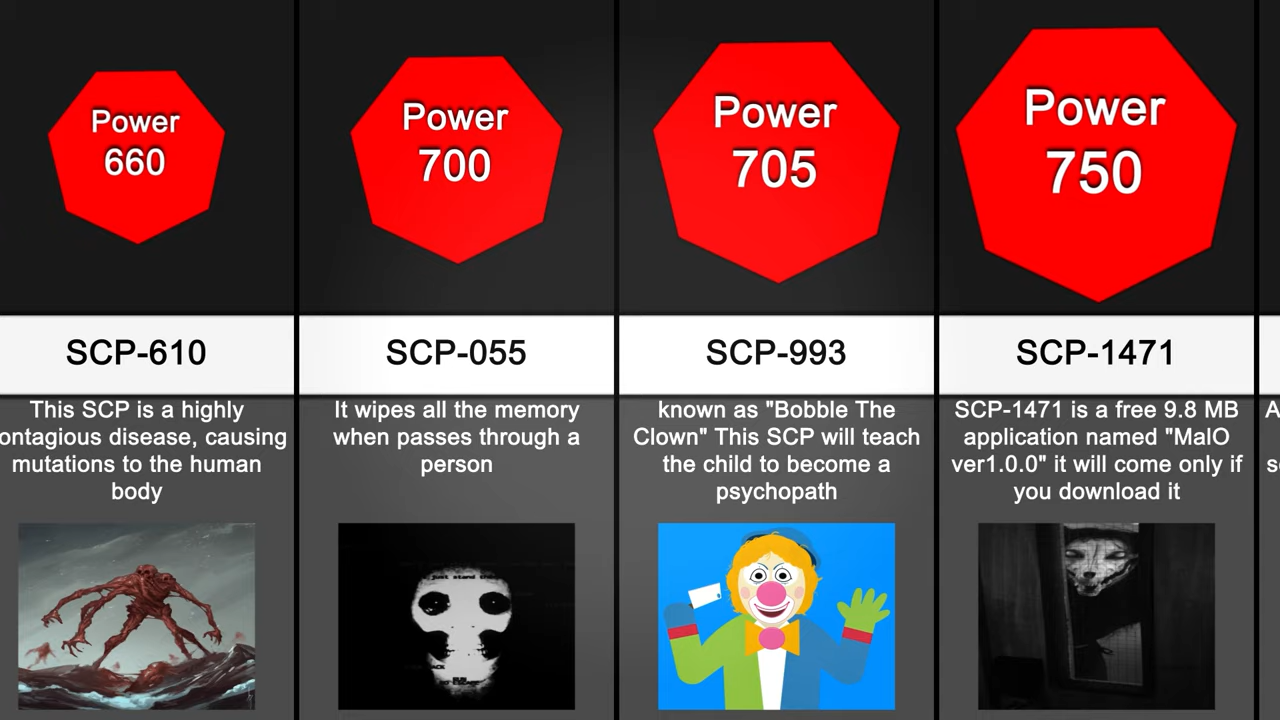 Power
660
Power
700
Power
705
Power
750
SCP-610
SCP-055
SCP-993
SCP-1471
This SCP is a highly
ontagious disease, causing
mutations to the human
body
It wipes all the memory
when passes through a
person
known as "Bobble The
Clown" This SCP will teach
the child to become a
psychopath
SCP-1471 is a free 9.8 MB
application named "MalO
ver1.0.0" it will come only if
you download it
A
s
just stand there